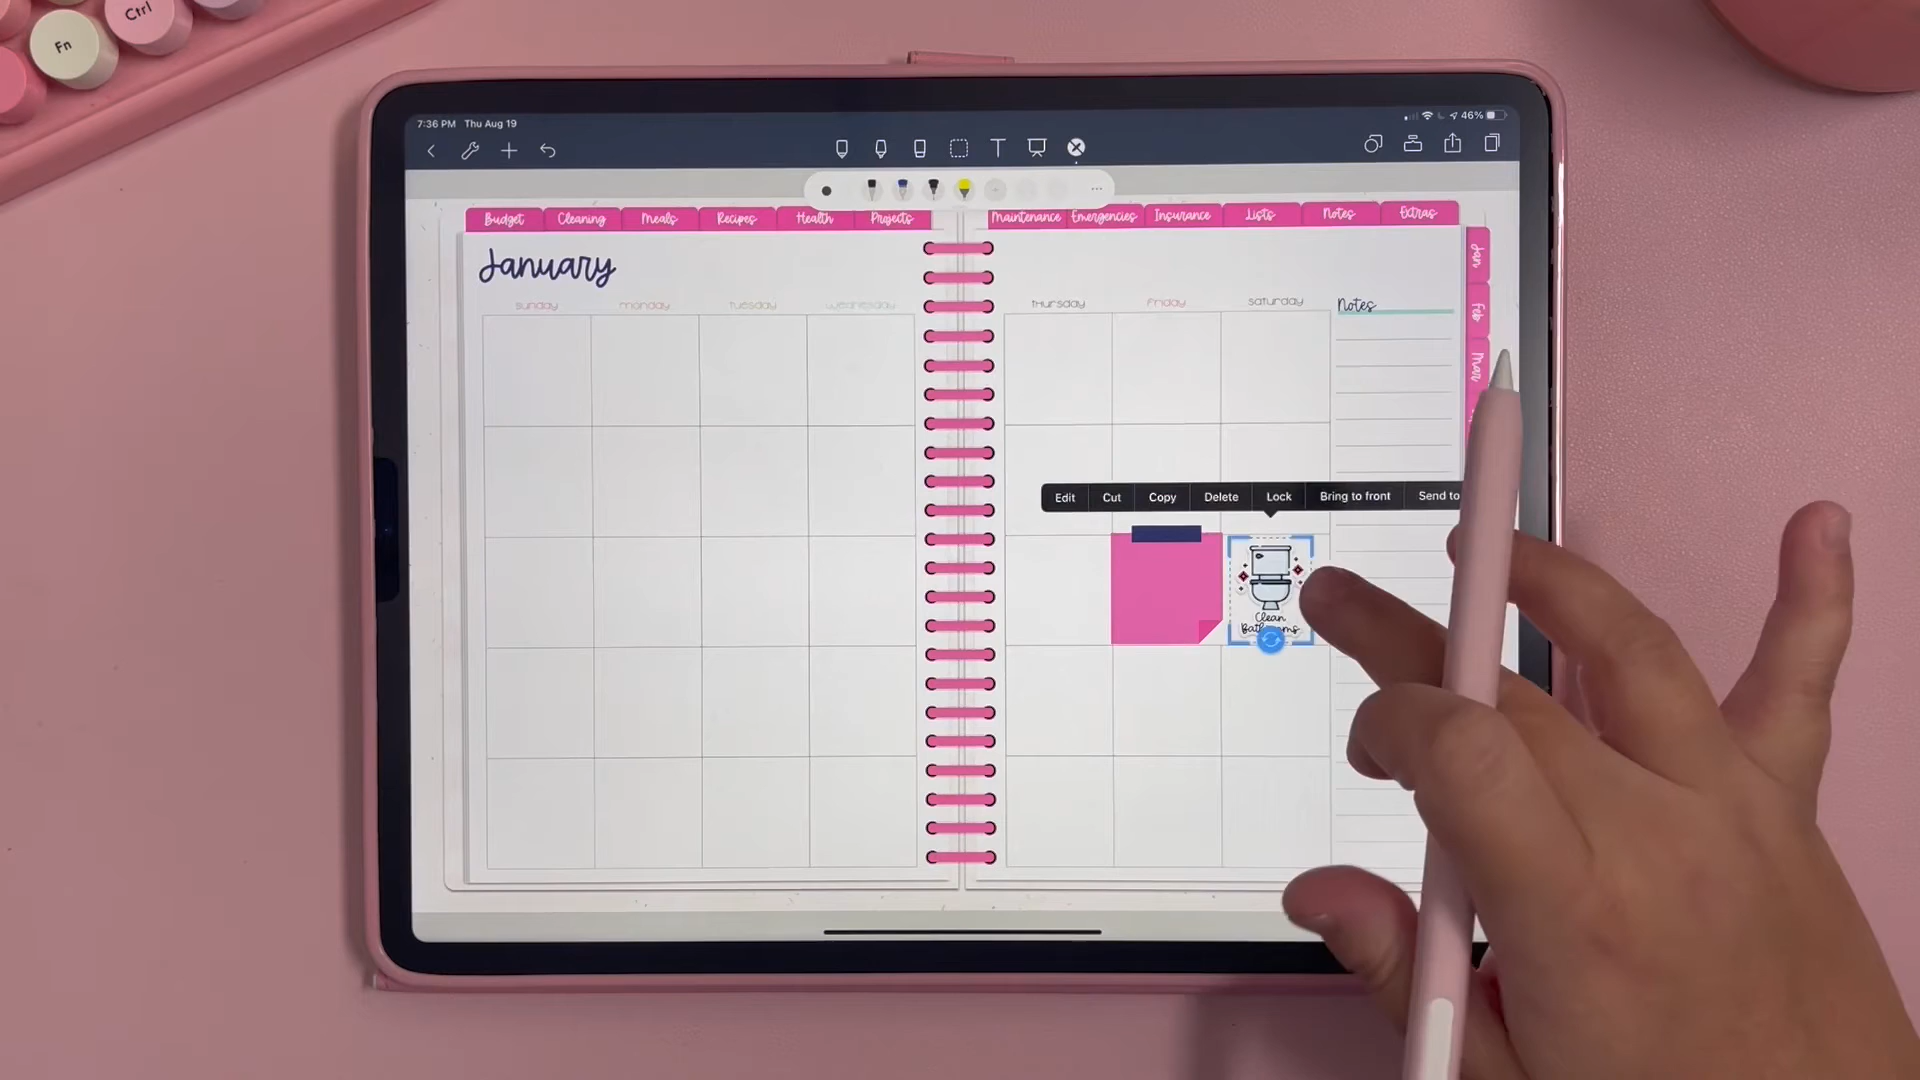 Ctrl
Fn
7:36 PM Thu Aug 19
46%
Budget Cleaning Meals Recipes Health Projects Maintenance Emergencies Insurance Lists Notes Extras
January
Sunday Monday Tuesday Wednesday Thursday Friday Saturday Notes
Jan
Feb
Mar
Edit Cut Copy Delete Lock Bring to front Send to
Clean